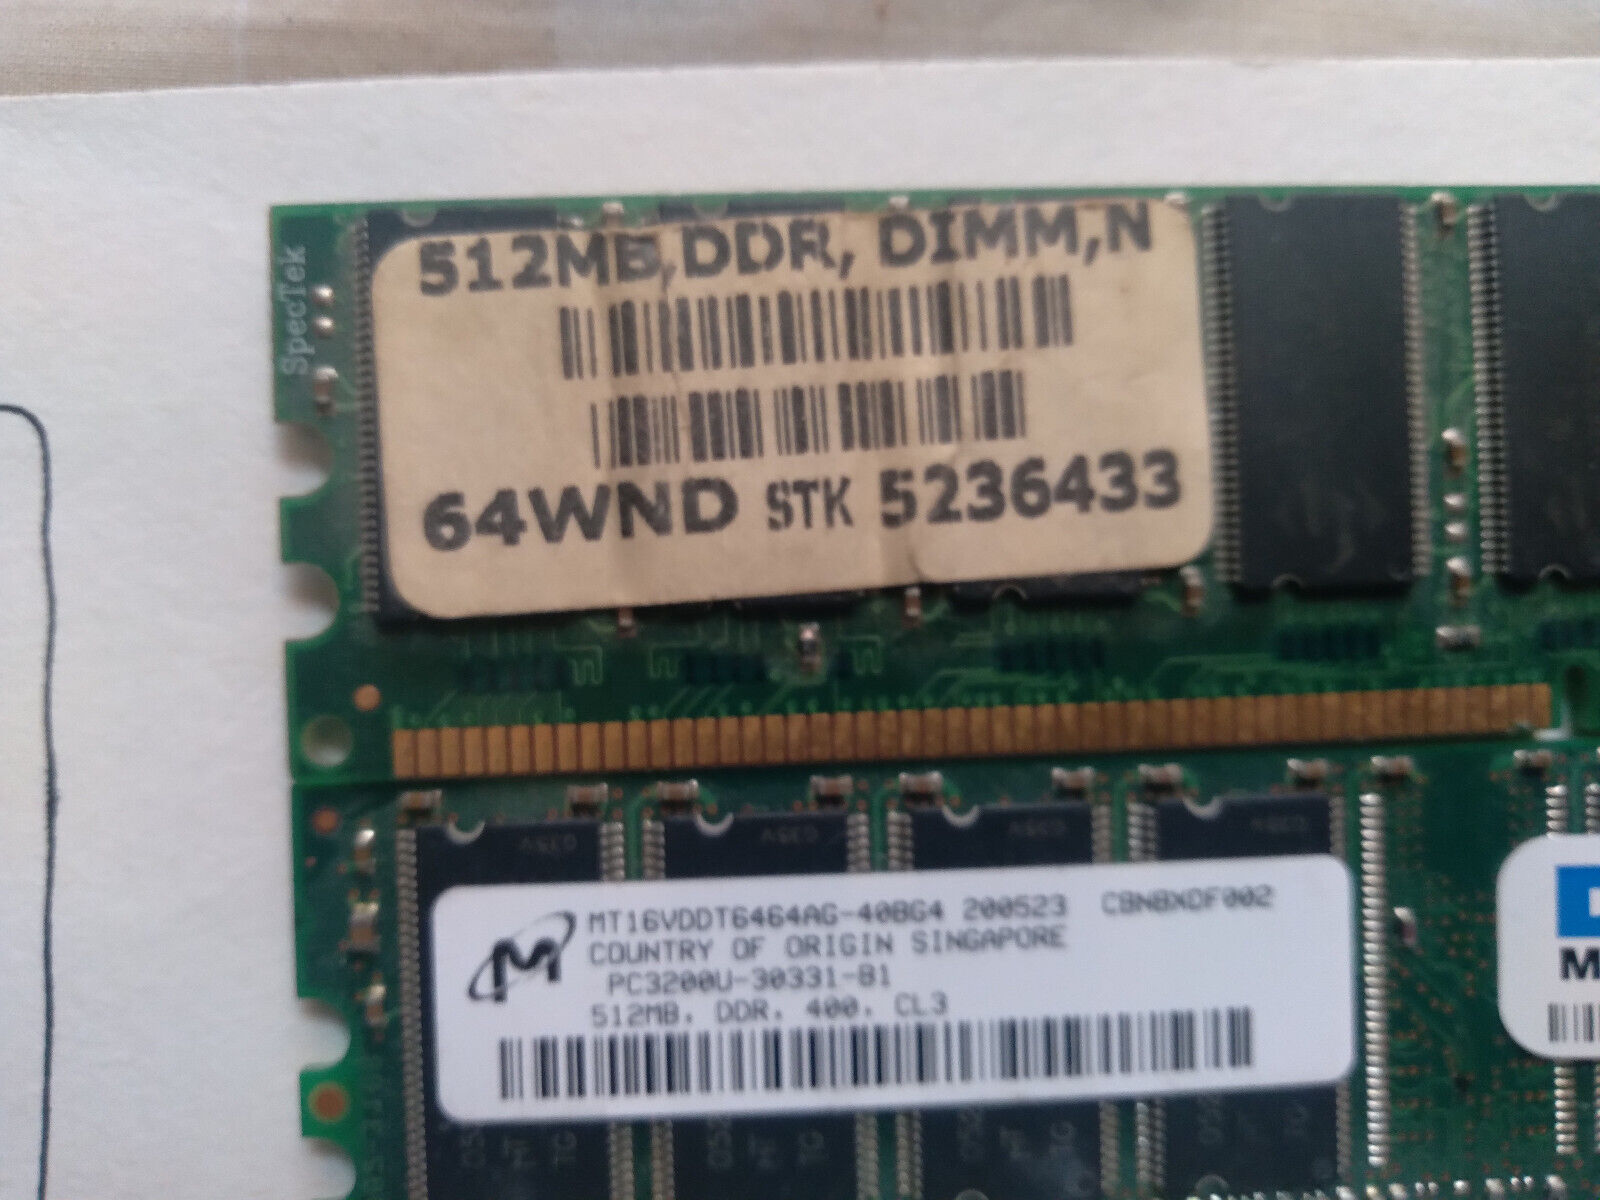 SpecTek
512MB,DDR, DIMM,N
64WND STK 5236433
MT16VDDT6464AG-40BG4 200523 CBNBXDF002
COUNTRY OF ORIGIN SINGAPORE
PC3200U-30331-B1
512MB, DDR, 400, CL3